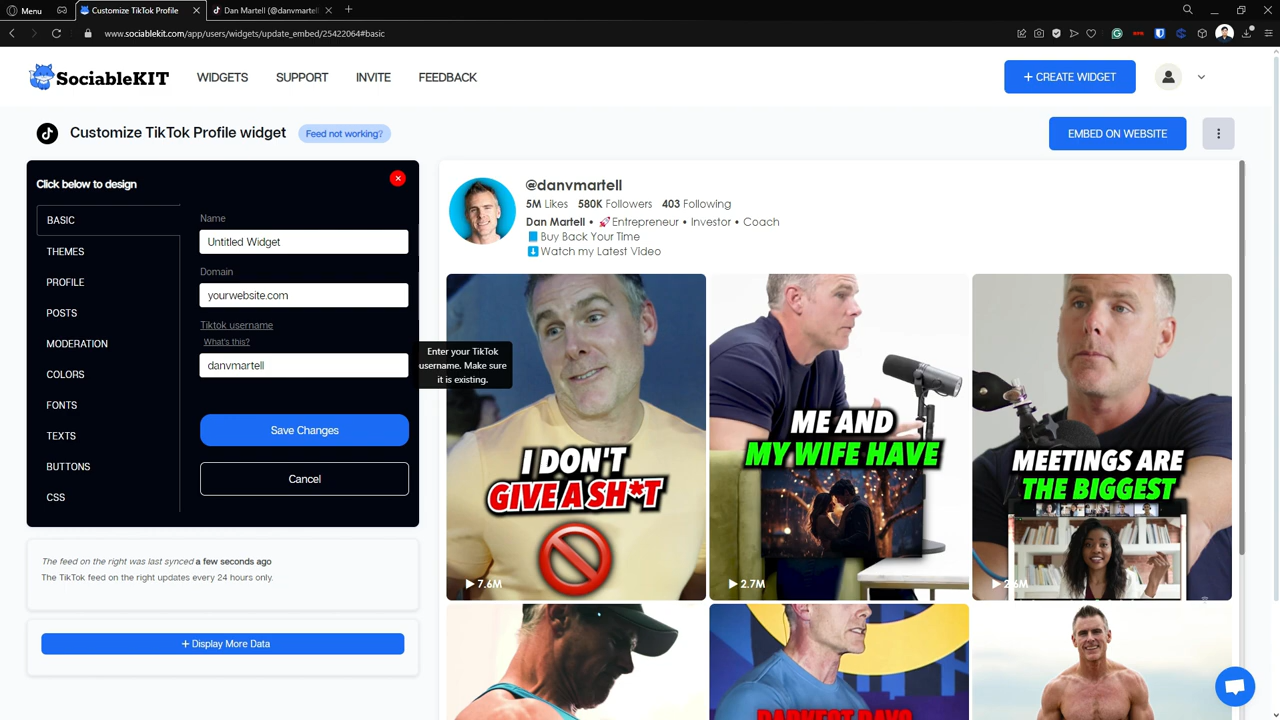 Menu
Customize TikTok Profile
Dan Martell (@danvmartel
www.sociablekit.com/app/users/widgets/update_embed/25422064#basic
SociableKIT
WIDGETS
SUPPORT
INVITE
FEEDBACK
+ CREATE WIDGET
Customize TikTok Profile widget
Feed not working?
EMBED ON WEBSITE
Click below to design
BASIC
THEMES
PROFILE
POSTS
MODERATION
COLORS
FONTS
TEXTS
BUTTONS
CSS
Name
Untitled Widget
Domain
yourwebsite.com
Tiktok username
What's this?
danvmartell
Save Changes
Cancel
Enter your TikTok
username. Make sure
it is existing.
The feed on the right was last synced a few seconds ago
The TikTok feed on the right updates every 24 hours only.
+ Display More Data
@danvmartell
5M Likes 580K Followers 403 Following
Dan Martell • 🚀Entrepreneur • Investor • Coach
📘 Buy Back Your Time
⬇️ Watch my Latest Video
I DON'T
GIVE A SH*T
7.6M
ME AND
MY WIFE HAVE
2.7M
MEETINGS ARE
THE BIGGEST
2.6M
DARKEST DAYS